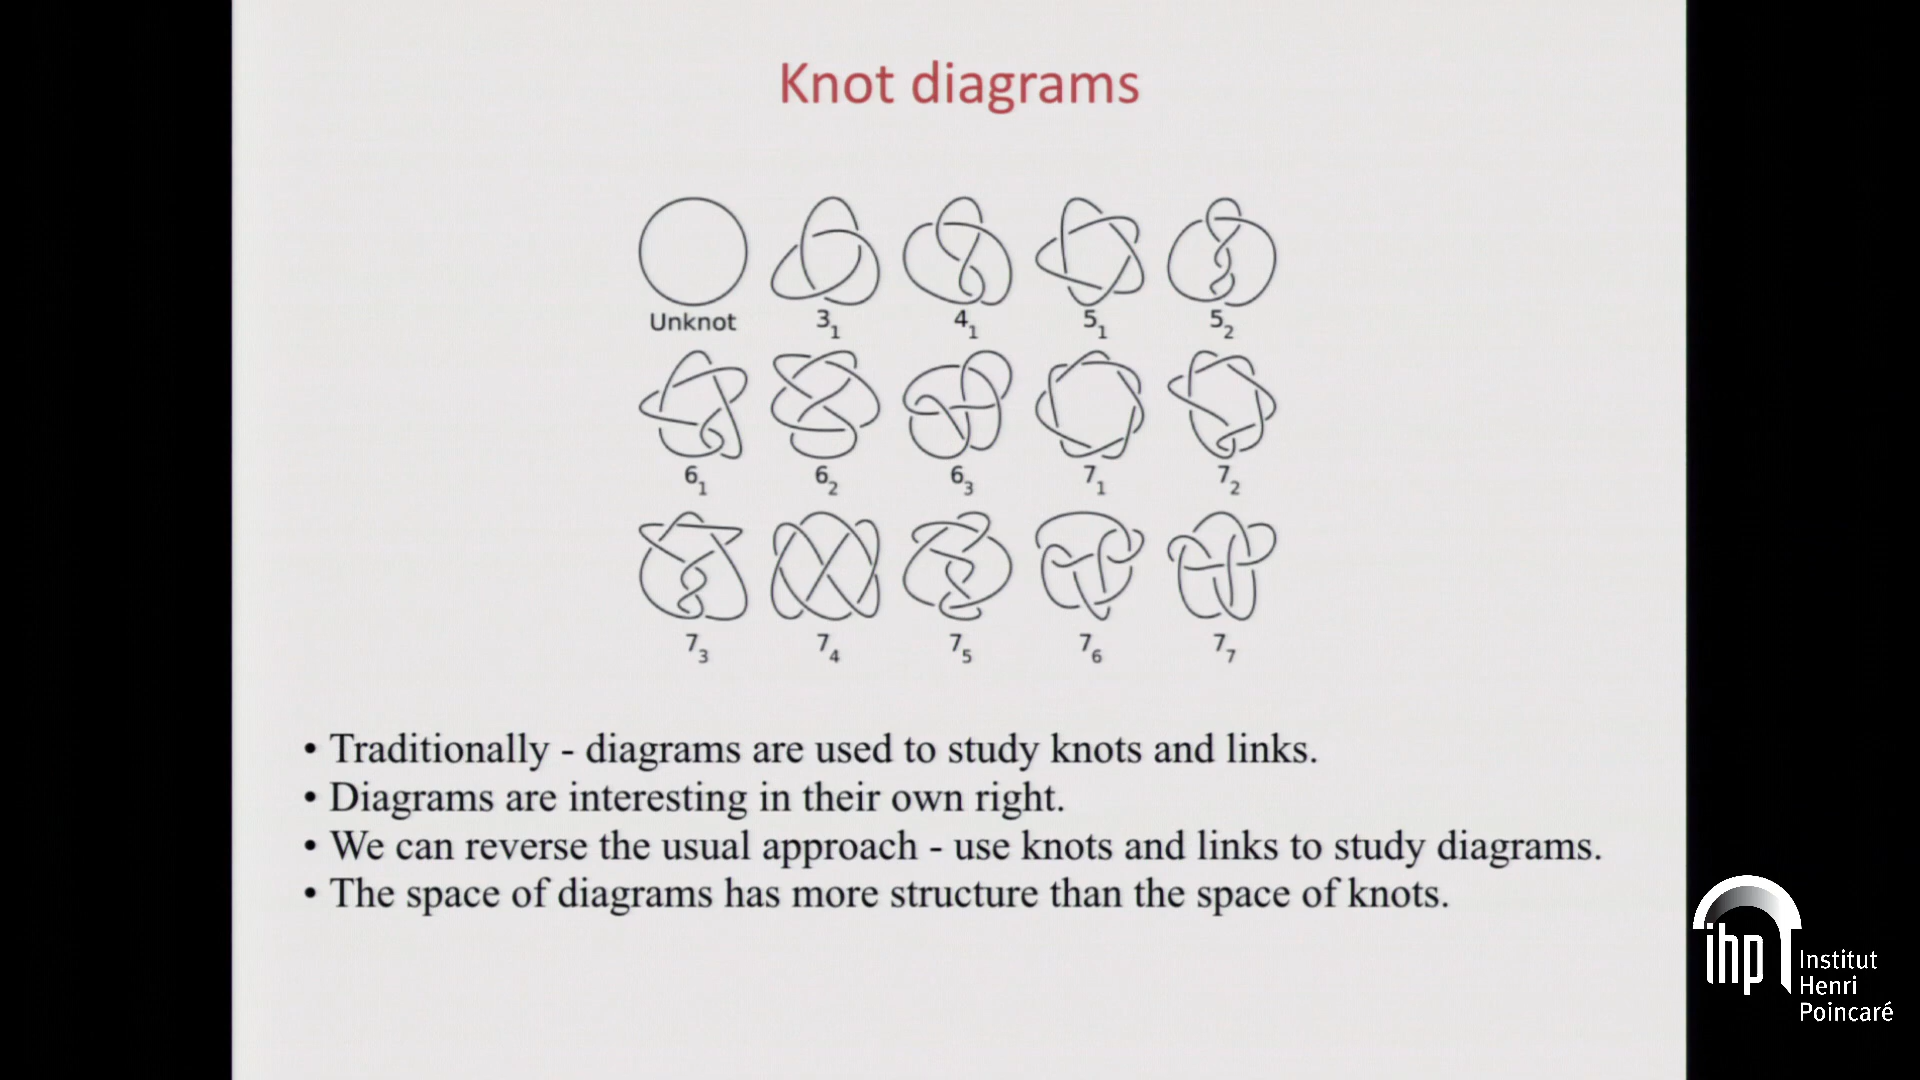 Knot diagrams
Unknot 3₁ 4₁ 5₁ 5₂
6₁ 6₂ 6₃ 7₁ 7₂
7₃ 7₄ 7₅ 7₆ 7₇
• Traditionally - diagrams are used to study knots and links.
• Diagrams are interesting in their own right.
• We can reverse the usual approach - use knots and links to study diagrams.
• The space of diagrams has more structure than the space of knots.
ihp
Institut
Henri
Poincaré